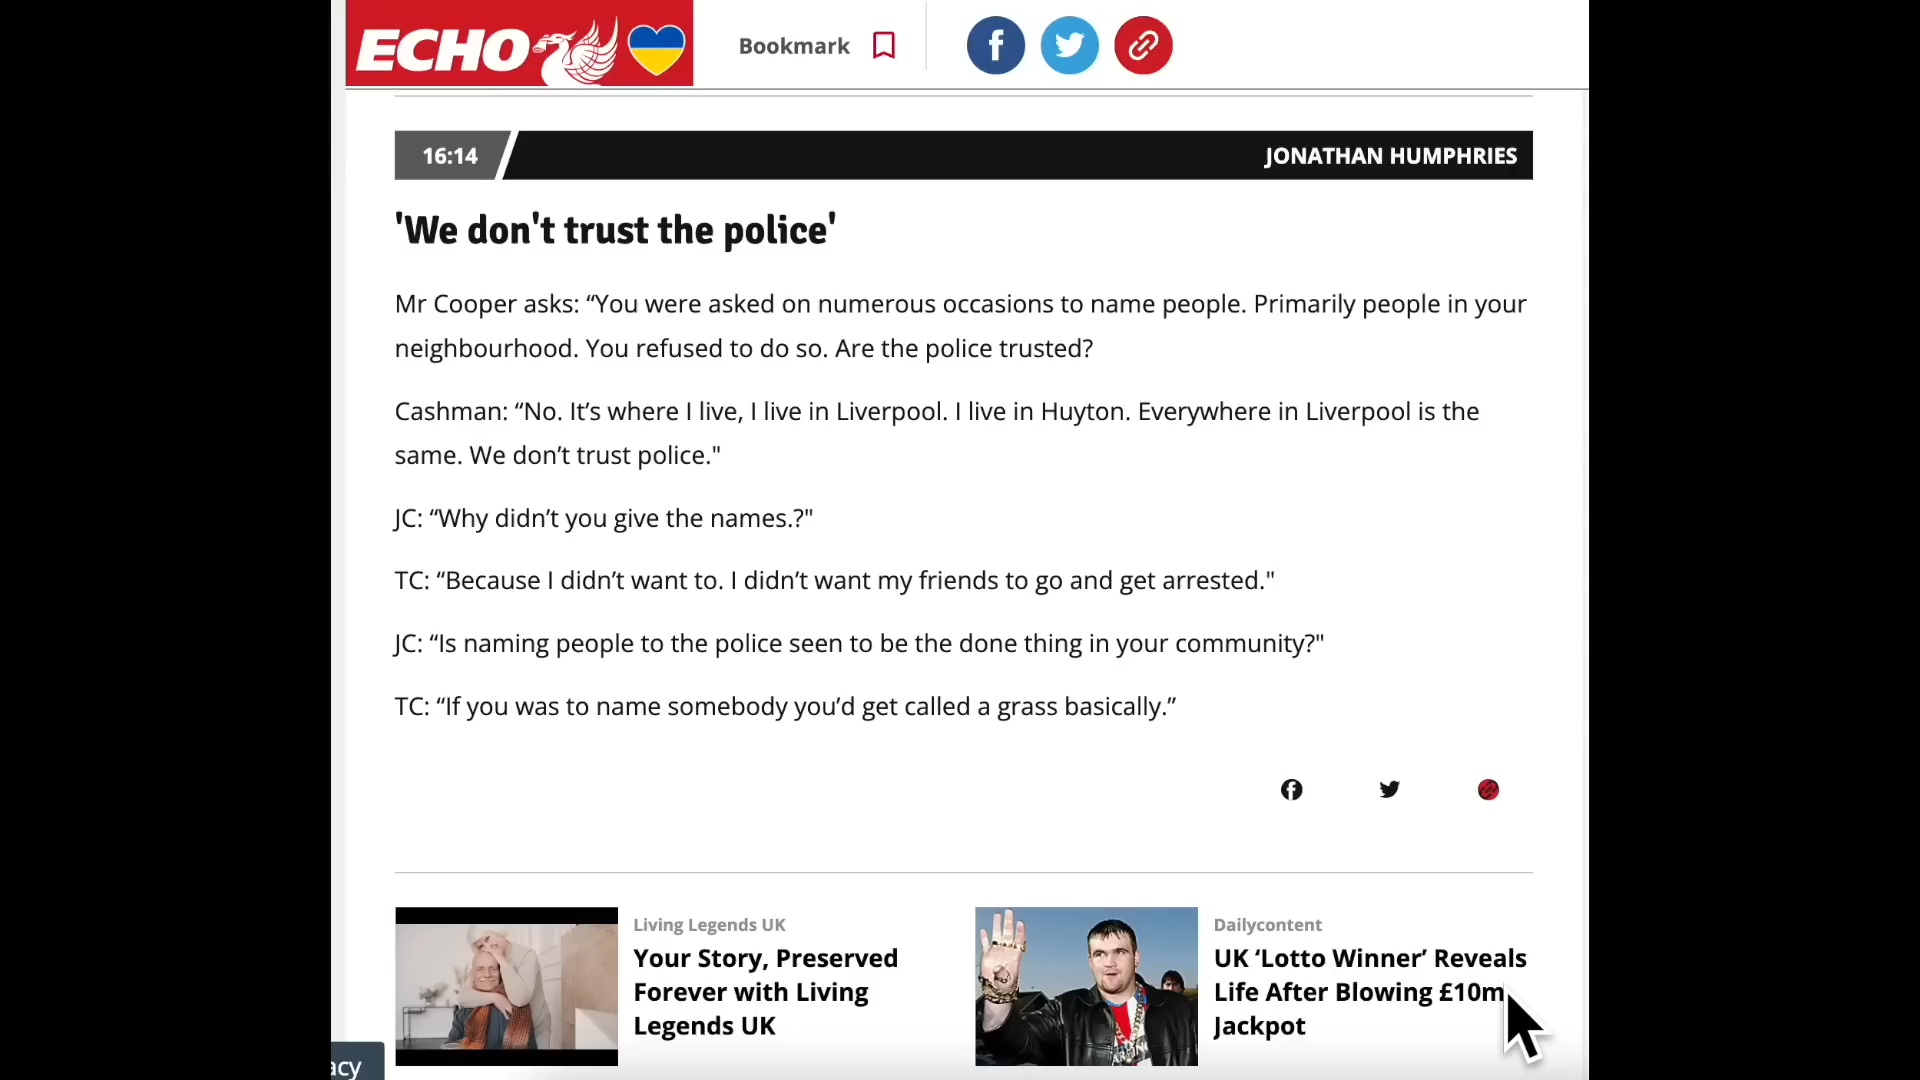 ECHO
Bookmark
16:14
JONATHAN HUMPHRIES
'We don't trust the police'
Mr Cooper asks: “You were asked on numerous occasions to name people. Primarily people in your
neighbourhood. You refused to do so. Are the police trusted?
Cashman: “No. It’s where I live, I live in Liverpool. I live in Huyton. Everywhere in Liverpool is the
same. We don’t trust police."
JC: “Why didn’t you give the names.?"
TC: “Because I didn’t want to. I didn’t want my friends to go and get arrested."
JC: “Is naming people to the police seen to be the done thing in your community?"
TC: “If you was to name somebody you’d get called a grass basically.”
Living Legends UK
Your Story, Preserved
Forever with Living
Legends UK
Dailycontent
UK ‘Lotto Winner’ Reveals
Life After Blowing £10m
Jackpot
acy